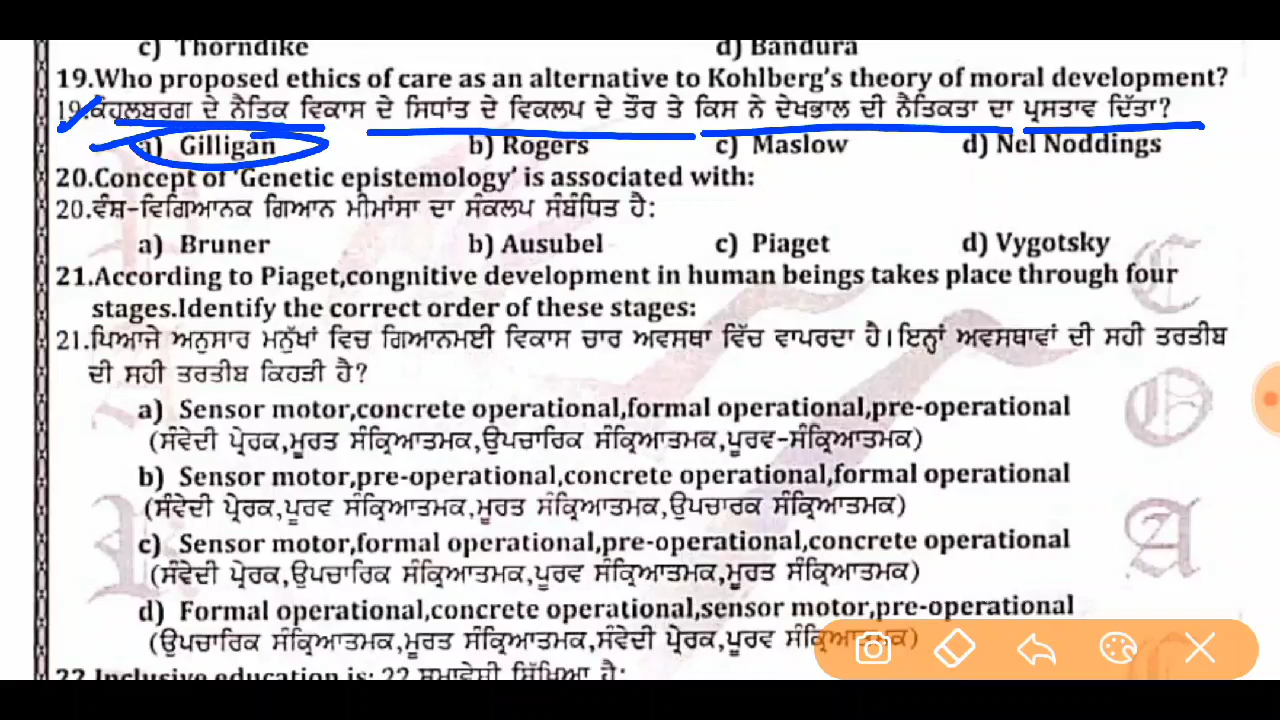 c) Thorndike d) Bandura
19.Who proposed ethics of care as an alternative to Kohlberg's theory of moral development?
19.ਕੋਹਲਬਰਗ ਦੇ ਨੈਤਿਕ ਵਿਕਾਸ ਦੇ ਸਿਧਾਂਤ ਦੇ ਵਿਕਲਪ ਦੇ ਤੌਰ ਤੇ ਕਿਸ ਨੇ ਦੇਖਭਾਲ ਦੀ ਨੈਤਿਕਤਾ ਦਾ ਪ੍ਰਸਤਾਵ ਦਿੱਤਾ?
a) Gilligan b) Rogers c) Maslow d) Nel Noddings
20.Concept of 'Genetic epistemology' is associated with:
20.ਵੰਸ਼-ਵਿਗਿਆਨਕ ਗਿਆਨ ਮੀਮਾਂਸਾ ਦਾ ਸੰਕਲਪ ਸੰਬੰਧਿਤ ਹੈ:
a) Bruner b) Ausubel c) Piaget d) Vygotsky
21.According to Piaget,congnitive development in human beings takes place through four
stages.Identify the correct order of these stages:
21.ਪਿਆਜੇ ਅਨੁਸਾਰ ਮਨੁੱਖਾਂ ਵਿਚ ਗਿਆਨਮਈ ਵਿਕਾਸ ਚਾਰ ਅਵਸਥਾ ਵਿੱਚ ਵਾਪਰਦਾ ਹੈ।ਇਨ੍ਹਾਂ ਅਵਸਥਾਵਾਂ ਦੀ ਸਹੀ ਤਰਤੀਬ
ਦੀ ਸਹੀ ਤਰਤੀਬ ਕਿਹੜੀ ਹੈ?
a) Sensor motor,concrete operational,formal operational,pre-operational
(ਸੰਵੇਦੀ ਪ੍ਰੇਰਕ,ਮੂਰਤ ਸੰਕ੍ਰਿਆਤਮਕ,ਉਪਚਾਰਿਕ ਸੰਕ੍ਰਿਆਤਮਕ,ਪੂਰਵ-ਸੰਕ੍ਰਿਆਤਮਕ)
b) Sensor motor,pre-operational,concrete operational,formal operational
(ਸੰਵੇਦੀ ਪ੍ਰੇਰਕ,ਪੂਰਵ ਸੰਕ੍ਰਿਆਤਮਕ,ਮੂਰਤ ਸੰਕ੍ਰਿਆਤਮਕ,ਉਪਚਾਰਕ ਸੰਕ੍ਰਿਆਤਮਕ)
c) Sensor motor,formal operational,pre-operational,concrete operational
(ਸੰਵੇਦੀ ਪ੍ਰੇਰਕ,ਉਪਚਾਰਿਕ ਸੰਕ੍ਰਿਆਤਮਕ,ਪੂਰਵ ਸੰਕ੍ਰਿਆਤਮਕ,ਮੂਰਤ ਸੰਕ੍ਰਿਆਤਮਕ)
d) Formal operational,concrete operational,sensor motor,pre-operational
(ਉਪਚਾਰਿਕ ਸੰਕ੍ਰਿਆਤਮਕ,ਮੂਰਤ ਸੰਕ੍ਰਿਆਤਮਕ,ਸੰਵੇਦੀ ਪ੍ਰੇਰਕ,ਪੂਰਵ ਸੰਕ੍ਰਿਆਤਮਕ)
22.Inclusive education is: 22.ਸਮਾਵੇਸ਼ੀ ਸਿੱਖਿਆ ਹੈ: